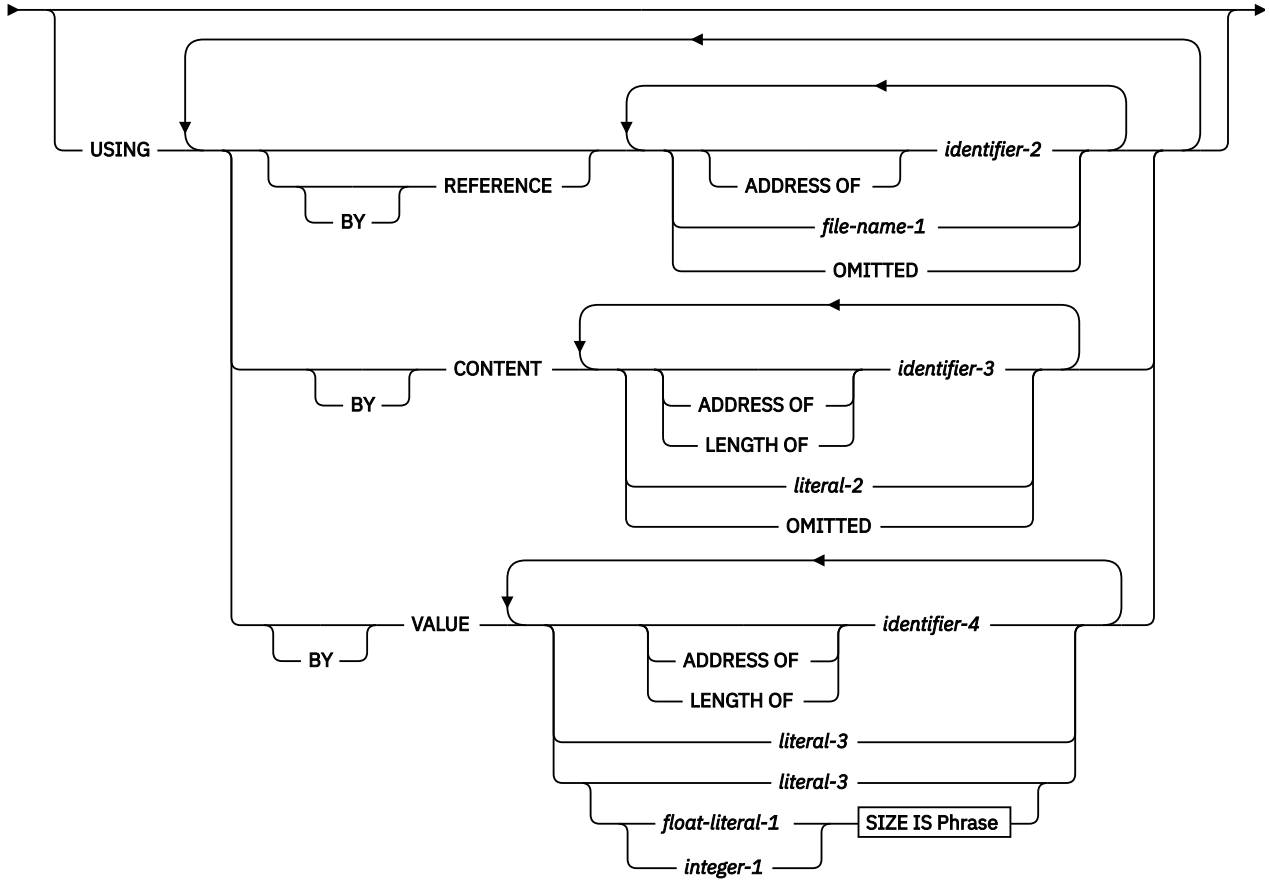 USING identifier-2
REFERENCE ADDRESS OF
BY
file-name-1
OMITTED
CONTENT identifier-3
BY ADDRESS OF
LENGTH OF
literal-2
OMITTED
VALUE identifier-4
BY ADDRESS OF
LENGTH OF
literal-3
literal-3
float-literal-1 SIZE IS Phrase
integer-1